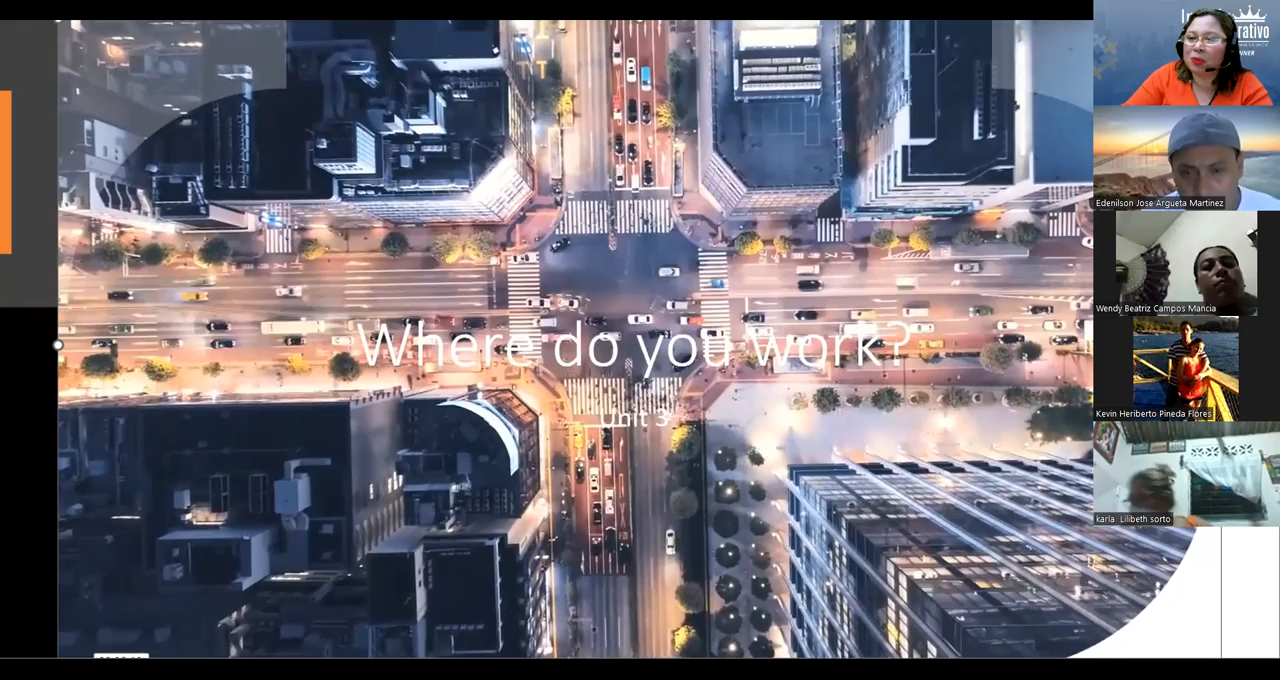 Where do you work?
Unit 3
Edenilson Jose Argueta Martinez
Wendy Beatriz Campos Mancia
Kevin Heriberto Pineda Flores
karla Lilibeth sorto